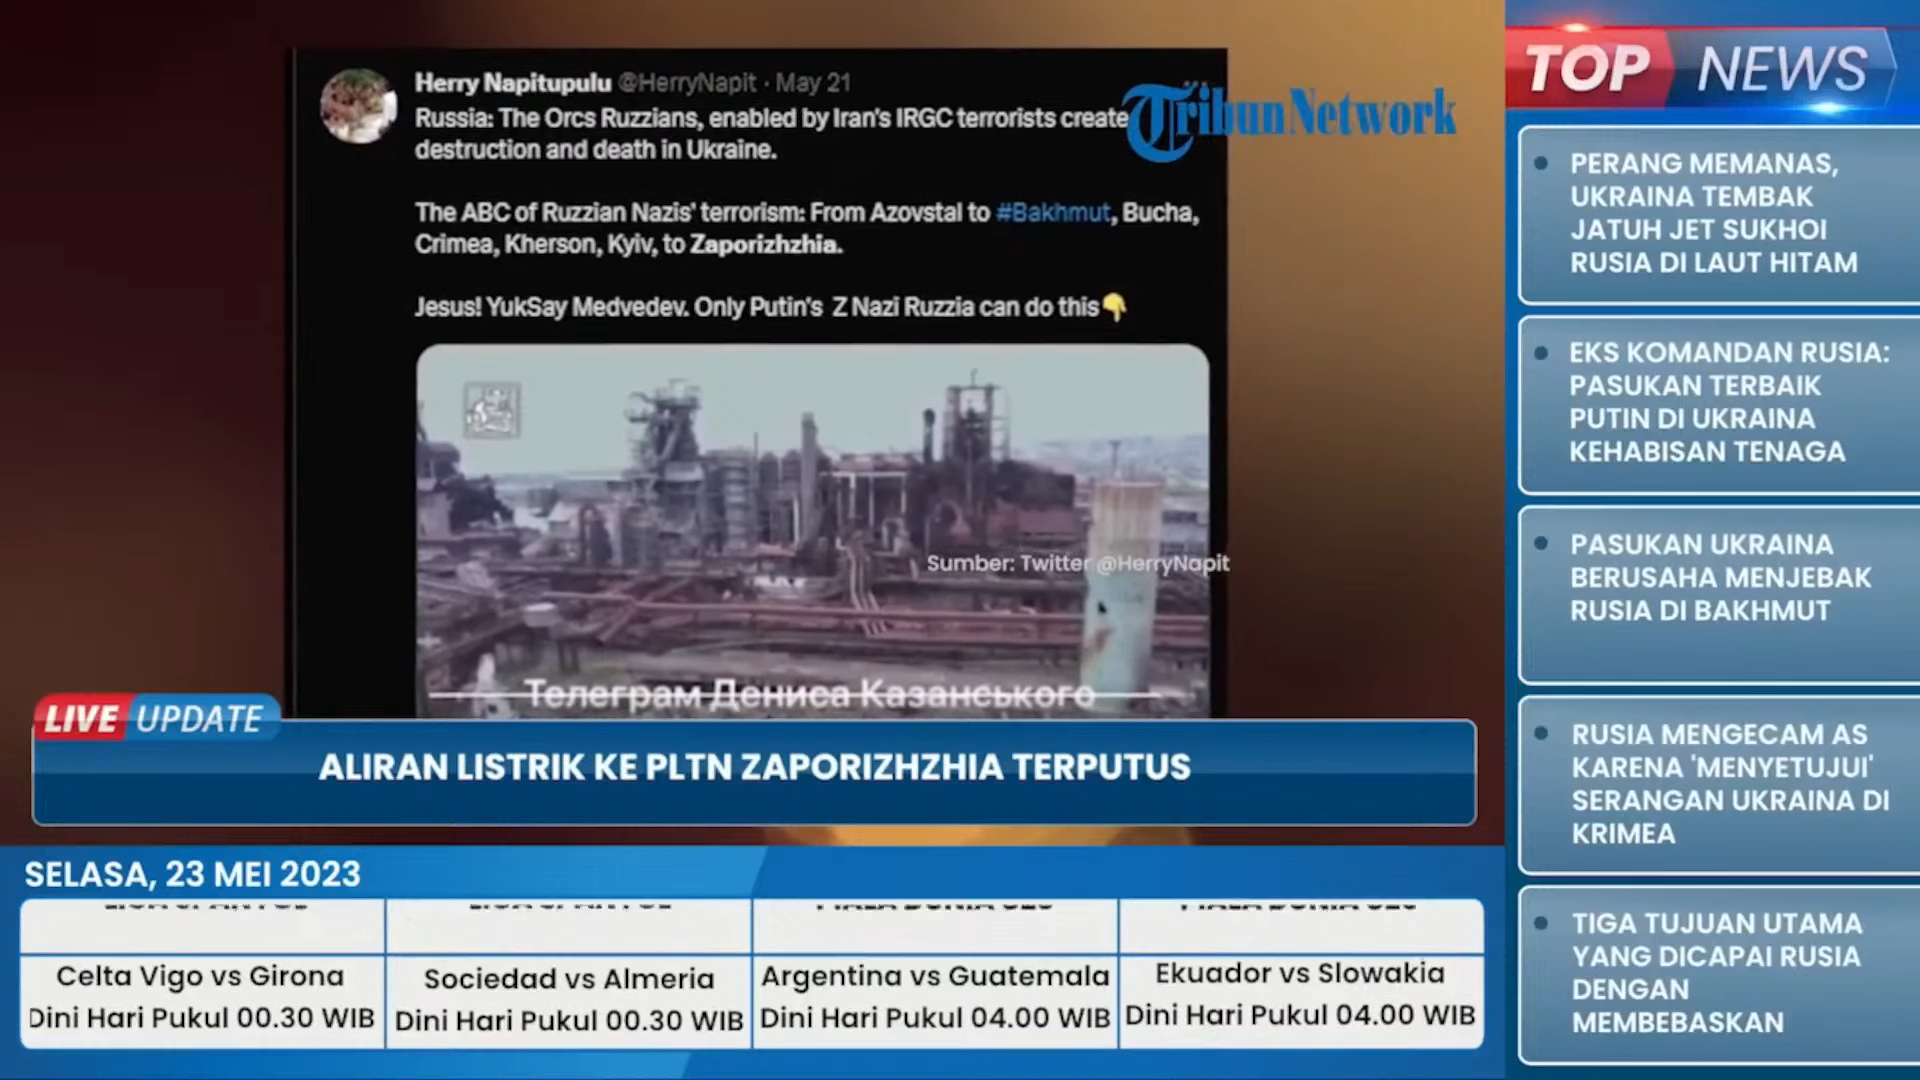 Herry Napitupulu @HerryNapit · May 21
Russia: The Orcs Ruzzians, enabled by Iran's IRGC terrorists create
destruction and death in Ukraine.
The ABC of Ruzzian Nazis' terrorism: From Azovstal to #Bakhmut, Bucha,
Crimea, Kherson, Kyiv, to Zaporizhzhia.
Jesus! YukSay Medvedev. Only Putin's Z Nazi Ruzzia can do this👇
TribunNetwork
Sumber: Twitter @HerryNapit
Телеграм Дениса Казанського
LIVE UPDATE
ALIRAN LISTRIK KE PLTN ZAPORIZHZHIA TERPUTUS
SELASA, 23 MEI 2023
Celta Vigo vs Girona
Dini Hari Pukul 00.30 WIB
Sociedad vs Almeria
Dini Hari Pukul 00.30 WIB
Argentina vs Guatemala
Dini Hari Pukul 04.00 WIB
Ekuador vs Slowakia
Dini Hari Pukul 04.00 WIB
TOP NEWS
PERANG MEMANAS,
UKRAINA TEMBAK
JATUH JET SUKHOI
RUSIA DI LAUT HITAM
EKS KOMANDAN RUSIA:
PASUKAN TERBAIK
PUTIN DI UKRAINA
KEHABISAN TENAGA
PASUKAN UKRAINA
BERUSAHA MENJEBAK
RUSIA DI BAKHMUT
RUSIA MENGECAM AS
KARENA 'MENYETUJUI'
SERANGAN UKRAINA DI
KRIMEA
TIGA TUJUAN UTAMA
YANG DICAPAI RUSIA
DENGAN
MEMBEBASKAN